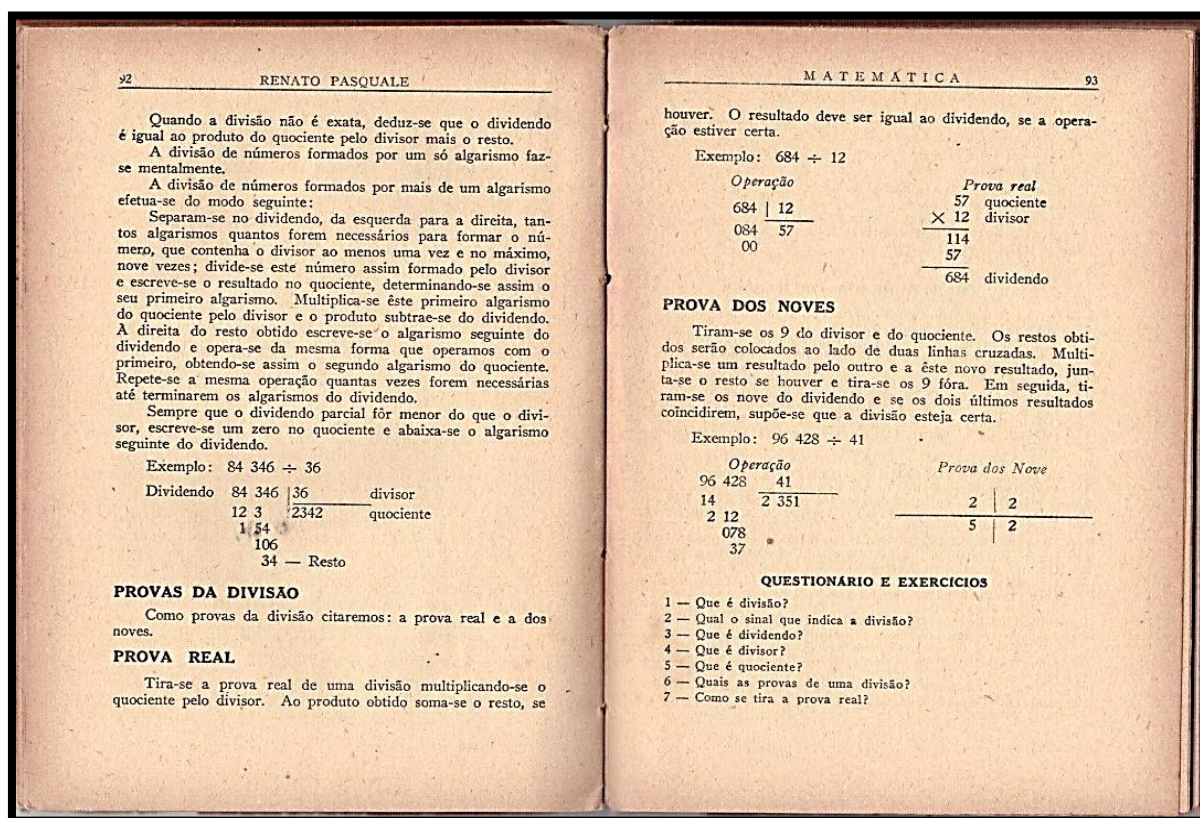 92
RENATO PASQUALE
Quando a divisão não é exata, deduz-se que o dividendo
é igual ao produto do quociente pelo divisor mais o resto.
A divisão de números formados por um só algarismo faz-
se mentalmente.
A divisão de números formados por mais de um algarismo
efetua-se do modo seguinte:
Separam-se no dividendo, da esquerda para a direita, tan-
tos algarismos quantos forem necessários para formar o nú-
mero, que contenha o divisor ao menos uma vez e no máximo,
nove vezes; divide-se este número assim formado pelo divisor
e escreve-se o resultado no quociente, determinando-se assim o
seu primeiro algarismo. Multiplica-se êste primeiro algarismo
do quociente pelo divisor e o produto subtrae-se do dividendo.
À direita do resto obtido escreve-se o algarismo seguinte do
dividendo e opera-se da mesma forma que operamos com o
primeiro, obtendo-se assim o segundo algarismo do quociente.
Repete-se a mesma operação quantas vezes forem necessárias
até terminarem os algarismos do dividendo.
Sempre que o dividendo parcial fôr menor do que o divi-
sor, escreve-se um zero no quociente e abaixa-se o algarismo
seguinte do dividendo.
Exemplo: 84 346 ÷ 36
Dividendo 84 346 | 36 divisor
12 3 2342 quociente
1 54
106
34 — Resto
PROVAS DA DIVISÃO
Como provas da divisão citaremos: a prova real e a dos
noves.
PROVA REAL
Tira-se a prova real de uma divisão multiplicando-se o
quociente pelo divisor. Ao produto obtido soma-se o resto, se
MATEMÁTICA
93
houver. O resultado deve ser igual ao dividendo, se a opera-
ção estiver certa.
Exemplo: 684 ÷ 12
Operação
684 | 12
084 57
00
Prova real
57 quociente
× 12 divisor
114
57
684 dividendo
PROVA DOS NOVES
Tiram-se os 9 do divisor e do quociente. Os restos obti-
dos serão colocados ao lado de duas linhas cruzadas. Multi-
plica-se um resultado pelo outro e a êste novo resultado, jun-
ta-se o resto se houver e tira-se os 9 fóra. Em seguida, ti-
ram-se os nove do dividendo e se os dois últimos resultados
coincidirem, supõe-se que a divisão esteja certa.
Exemplo: 96 428 ÷ 41
Operação
96 428 41
14 2 351
2 12
078
37
Prova dos Nove
2 | 2
5 | 2
QUESTIONÁRIO E EXERCÍCIOS
1 — Que é divisão?
2 — Qual o sinal que indica a divisão?
3 — Que é dividendo?
4 — Que é divisor?
5 — Que é quociente?
6 — Quais as provas de uma divisão?
7 — Como se tira a prova real?